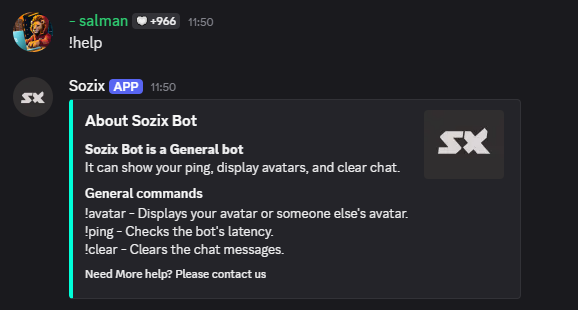 - salman +966 11:50
!help
SX
Sozix APP 11:50
About Sozix Bot
SX
Sozix Bot is a General bot
It can show your ping, display avatars, and clear chat.
General commands
!avatar - Displays your avatar or someone else's avatar.
!ping - Checks the bot's latency.
!clear - Clears the chat messages.
Need More help? Please contact us